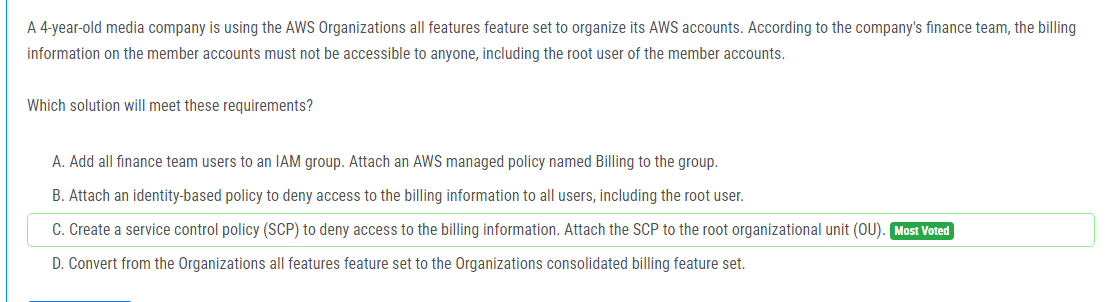 A 4-year-old media company is using the AWS Organizations all features feature set to organize its AWS accounts. According to the company's finance team, the billing
information on the member accounts must not be accessible to anyone, including the root user of the member accounts.
Which solution will meet these requirements?
A. Add all finance team users to an IAM group. Attach an AWS managed policy named Billing to the group.
B. Attach an identity-based policy to deny access to the billing information to all users, including the root user.
C. Create a service control policy (SCP) to deny access to the billing information. Attach the SCP to the root organizational unit (OU). Most Voted
D. Convert from the Organizations all features feature set to the Organizations consolidated billing feature set.